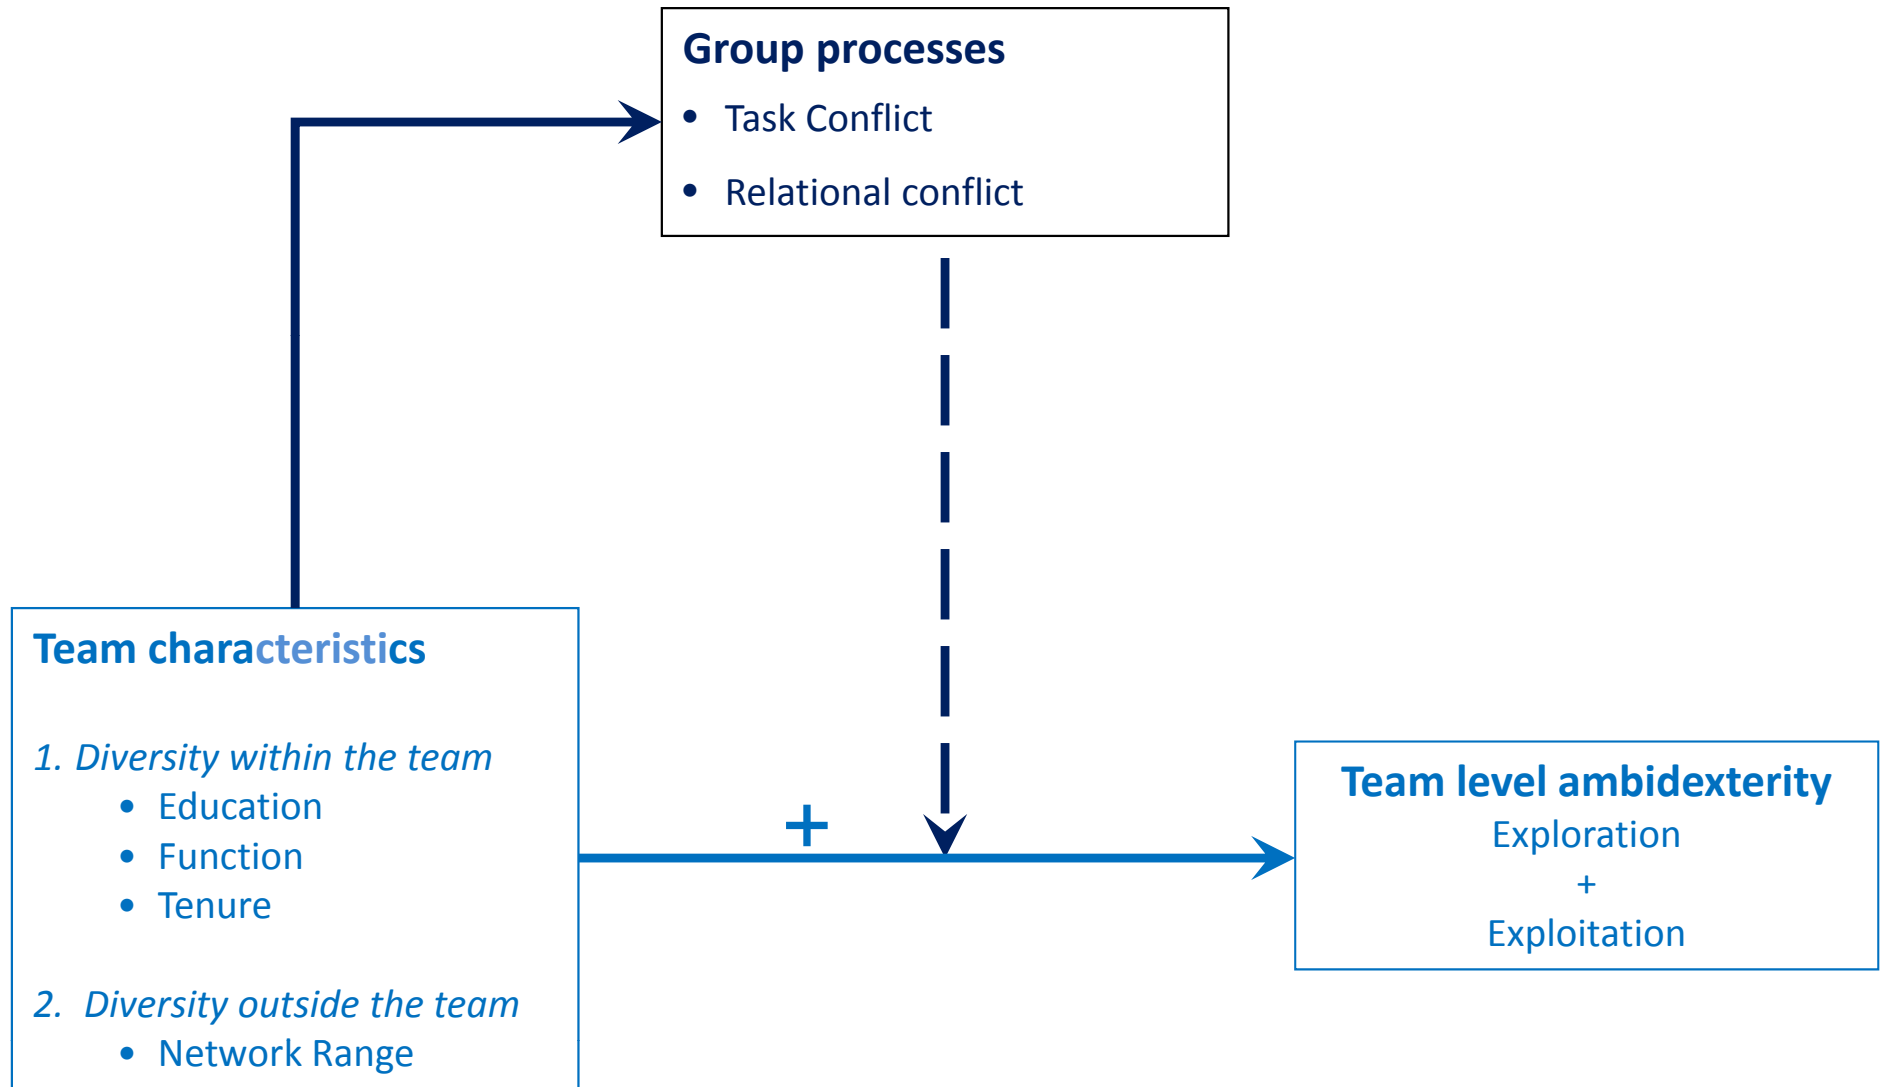 Group processes
• Task Conflict
• Relational conflict
Team characteristics
1. Diversity within the team
• Education
• Function
• Tenure
2. Diversity outside the team
• Network Range
+
Team level ambidexterity
Exploration
+
Exploitation